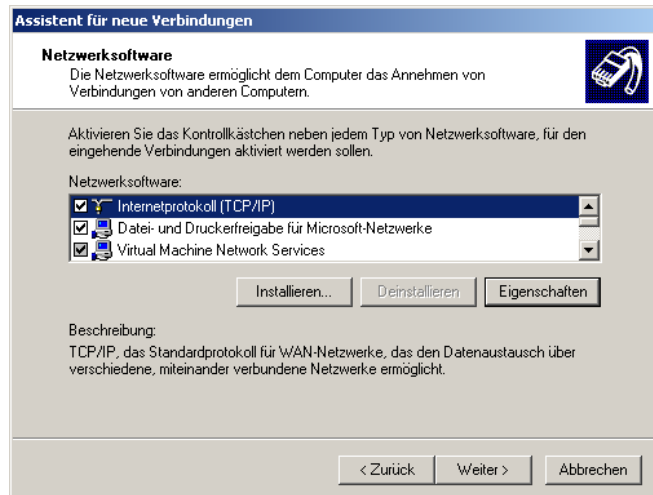 Assistent für neue Verbindungen
Netzwerksoftware
Die Netzwerksoftware ermöglicht dem Computer das Annehmen von
Verbindungen von anderen Computern.
Aktivieren Sie das Kontrollkästchen neben jedem Typ von Netzwerksoftware, für den
eingehende Verbindungen aktiviert werden sollen.
Netzwerksoftware:
Internetprotokoll (TCP/IP)
Datei- und Druckerfreigabe für Microsoft-Netzwerke
Virtual Machine Network Services
Installieren... Deinstallieren Eigenschaften
Beschreibung:
TCP/IP, das Standardprotokoll für WAN-Netzwerke, das den Datenaustausch über
verschiedene, miteinander verbundene Netzwerke ermöglicht.
< Zurück Weiter > Abbrechen